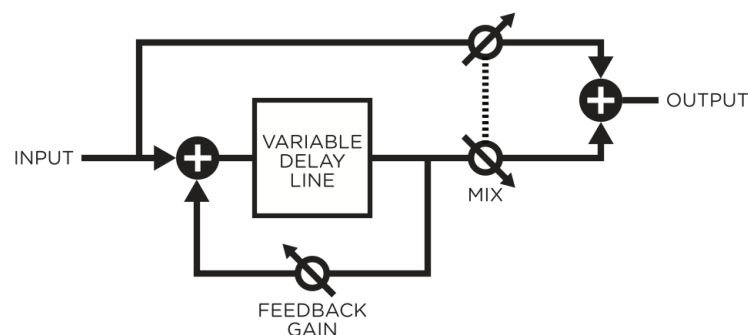 INPUT
VARIABLE
DELAY
LINE
MIX
OUTPUT
FEEDBACK
GAIN